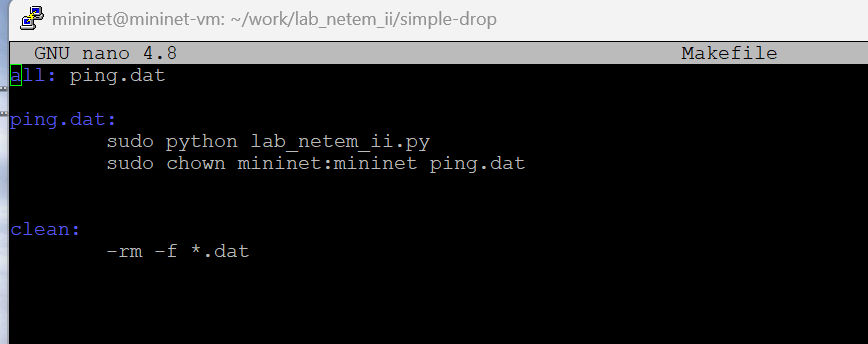 mininet@mininet-vm: ~/work/lab_netem_ii/simple-drop
GNU nano 4.8 Makefile
all: ping.dat
ping.dat:
sudo python lab_netem_ii.py
sudo chown mininet:mininet ping.dat
clean:
-rm -f *.dat